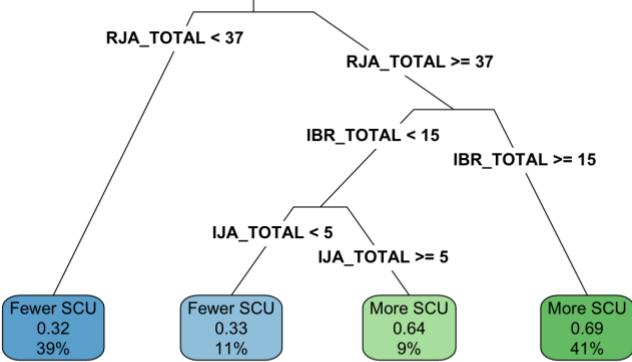 RJA_TOTAL < 37
RJA_TOTAL >= 37
IBR_TOTAL < 15
IBR_TOTAL >= 15
IJA_TOTAL < 5
IJA_TOTAL >= 5
Fewer SCU
0.32
39%
Fewer SCU
0.33
11%
More SCU
0.64
9%
More SCU
0.69
41%